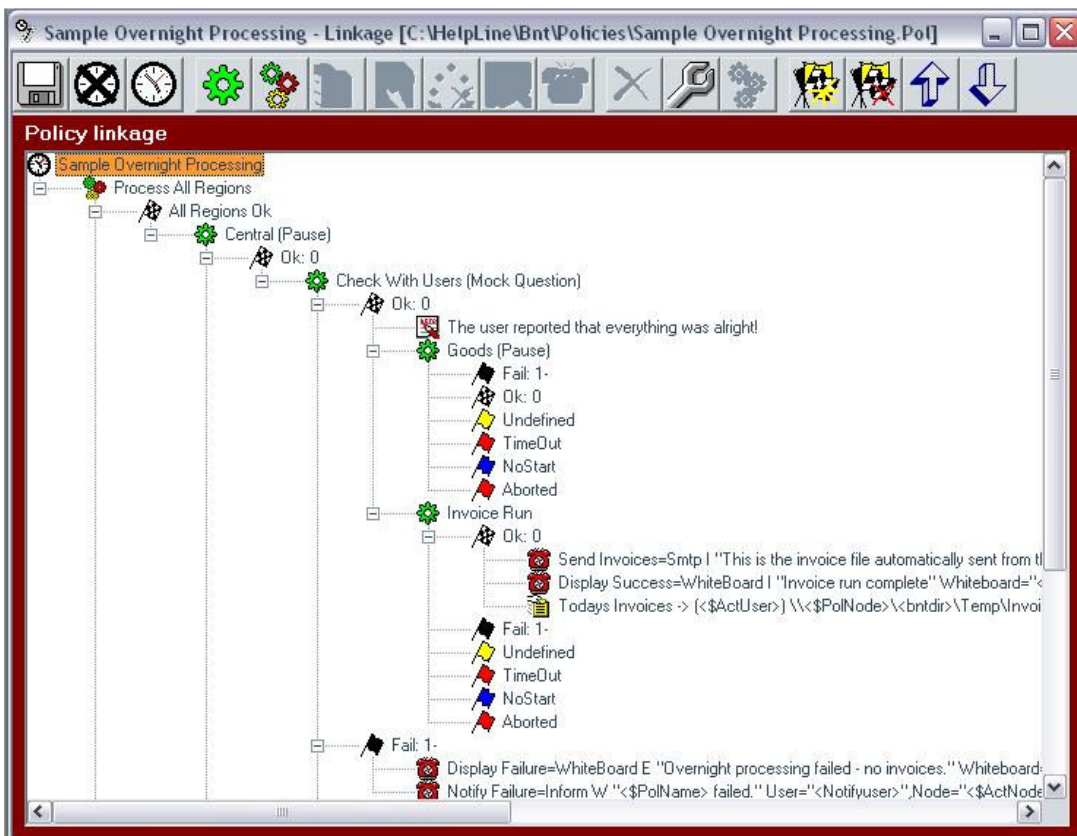 Sample Overnight Processing - Linkage [C:\HelpLine\Bnt\Policies\Sample Overnight Processing.Pol]
Policy linkage
Sample Overnight Processing
Process All Regions
All Regions Ok
Central (Pause)
Ok: 0
Check With Users (Mock Question)
Ok: 0
The user reported that everything was alright!
Goods (Pause)
Fail: 1-
Ok: 0
Undefined
TimeOut
NoStart
Aborted
Invoice Run
Ok: 0
Send Invoices=Smtp I "This is the invoice file automatically sent from
Display Success=WhiteBoard I "Invoice run complete" Whiteboard="<
Todays Invoices -> (<$ActUser>) \\<$PolNode>\<bntdir>\Temp\Invoi
Fail: 1-
Undefined
TimeOut
NoStart
Aborted
Fail: 1-
Display Failure=WhiteBoard E "Overnight processing failed - no invoices." Whiteboard=
Notify Failure=Inform W "<$PolName> failed." User="<Notifyuser>",Node="<$ActNode